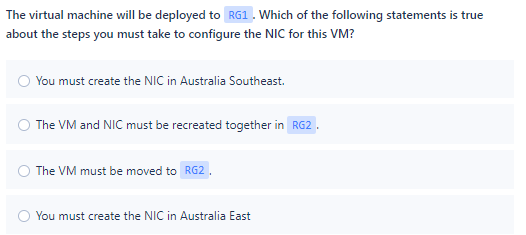 The virtual machine will be deployed to RG1 . Which of the following statements is true
about the steps you must take to configure the NIC for this VM?
You must create the NIC in Australia Southeast.
The VM and NIC must be recreated together in RG2 .
The VM must be moved to RG2 .
You must create the NIC in Australia East